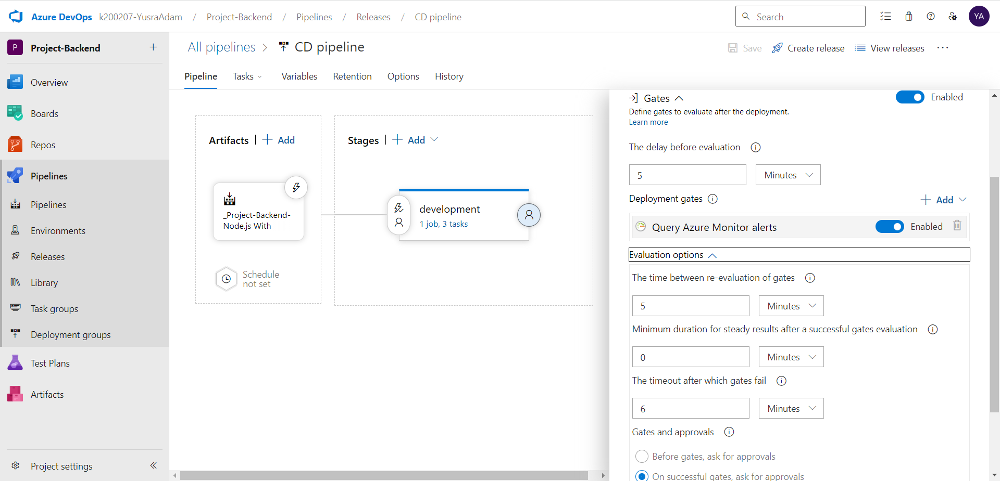 Azure DevOps k200207-YusraAdam / Project-Backend / Pipelines / Releases / CD pipeline
Search
YA
P Project-Backend
Overview
Boards
Repos
Pipelines
Pipelines
Environments
Releases
Library
Task groups
Deployment groups
Test Plans
Artifacts
Project settings
All pipelines
CD pipeline
Save
Create release
View releases
Pipeline
Tasks
Variables
Retention
Options
History
Artifacts
Add
_Project-Backend-
Node.js With
Schedule
not set
Stages
Add
development
1 job, 3 tasks
Gates
Enabled
Define gates to evaluate after the deployment.
Learn more
The delay before evaluation
5
Minutes
Deployment gates
Add
Query Azure Monitor alerts
Enabled
Evaluation options
The time between re-evaluation of gates
5
Minutes
Minimum duration for steady results after a successful gates evaluation
0
Minutes
The timeout after which gates fail
6
Minutes
Gates and approvals
Before gates, ask for approvals
On successful gates, ask for approvals